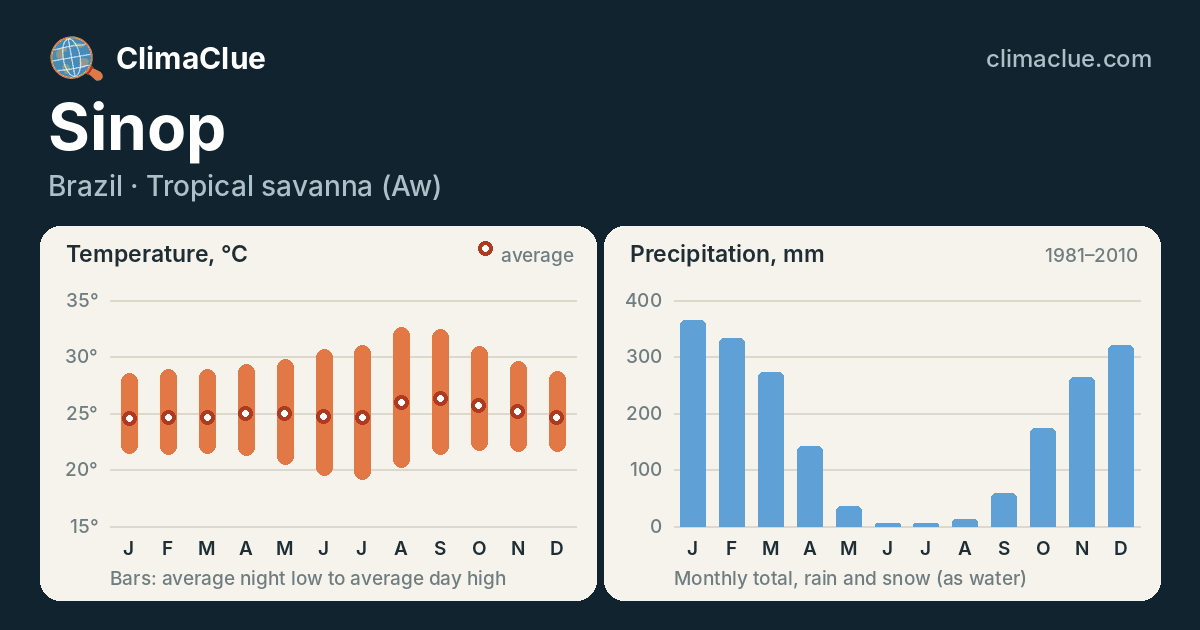 ClimaClue
climaclue.com
Sinop
Brazil · Tropical savanna (Aw)
Temperature, °C
average
35°
30°
25°
20°
15°
J F M A M J J A S O N D
Bars: average night low to average day high
Precipitation, mm
1981–2010
400
300
200
100
0
J F M A M J J A S O N D
Monthly total, rain and snow (as water)